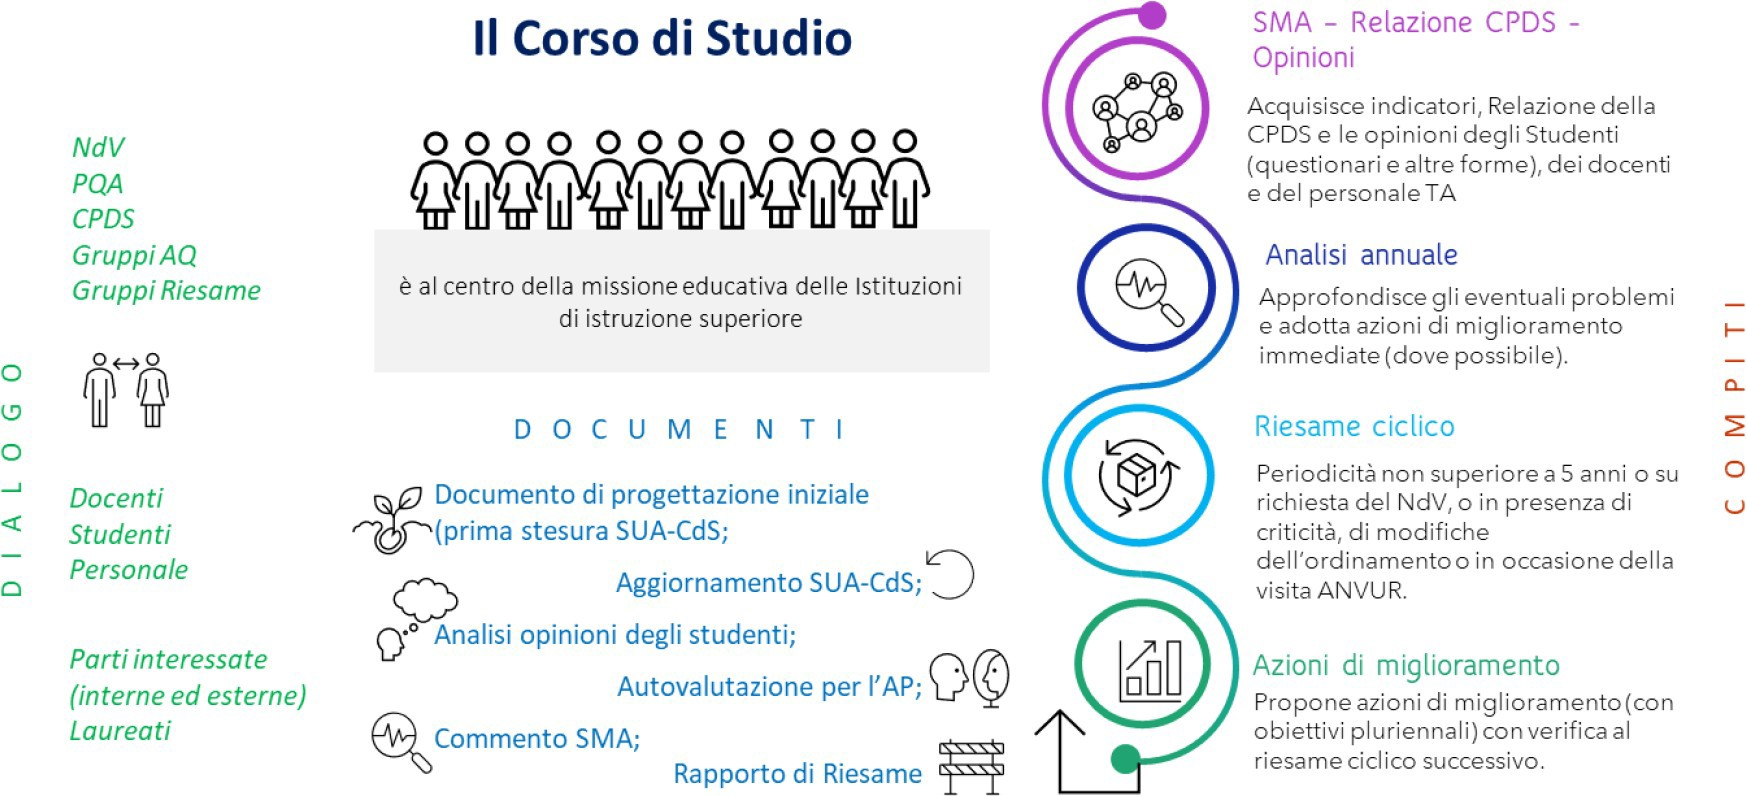 Il Corso di Studio
NdV
PQA
CPDS
Gruppi AQ
Gruppi Riesame
DIALOGO
Docenti
Studenti
Personale
Parti interessate
(interne ed esterne)
Laureati
è al centro della missione educativa delle Istituzioni
di istruzione superiore
DOCUMENTI
Documento di progettazione iniziale
(prima stesura SUA-CdS;
Aggiornamento SUA-CdS;
Analisi opinioni degli studenti;
Autovalutazione per l'AP;
Commento SMA;
Rapporto di Riesame
SMA – Relazione CPDS -
Opinioni
Acquisisce indicatori, Relazione della
CPDS e le opinioni degli Studenti
(questionari e altre forme), dei docenti
e del personale TA
Analisi annuale
Approfondisce gli eventuali problemi
e adotta azioni di miglioramento
immediate (dove possibile).
Riesame ciclico
Periodicità non superiore a 5 anni o su
richiesta del NdV, o in presenza di
criticità, di modifiche
dell'ordinamento o in occasione della
visita ANVUR.
Azioni di miglioramento
Propone azioni di miglioramento (con
obiettivi pluriennali) con verifica al
riesame ciclico successivo.
COMPITI